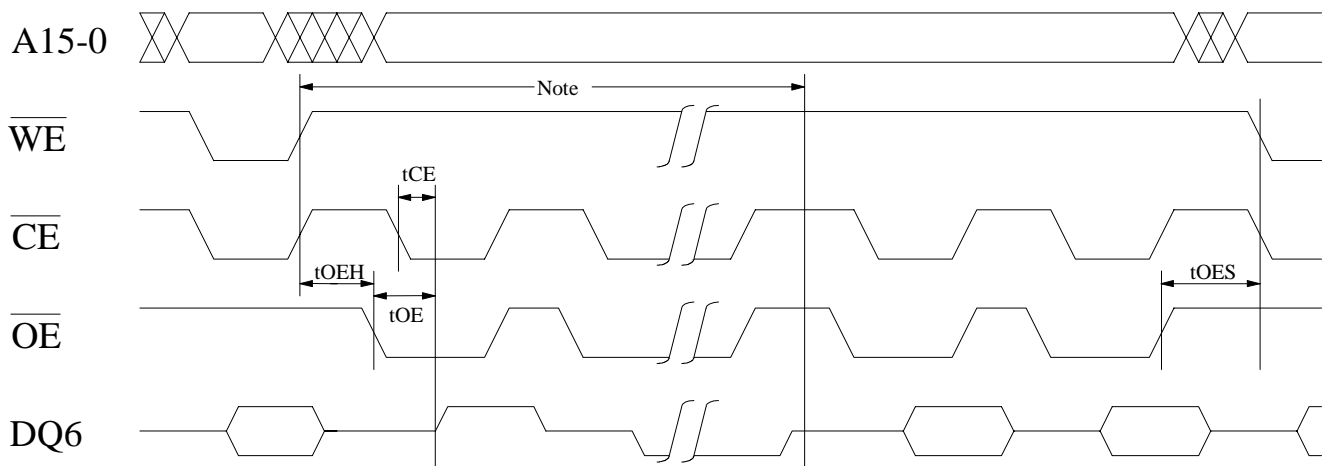 A15-0
Note
WE
tCE
CE
tOEH
tOES
tOE
OE
DQ6